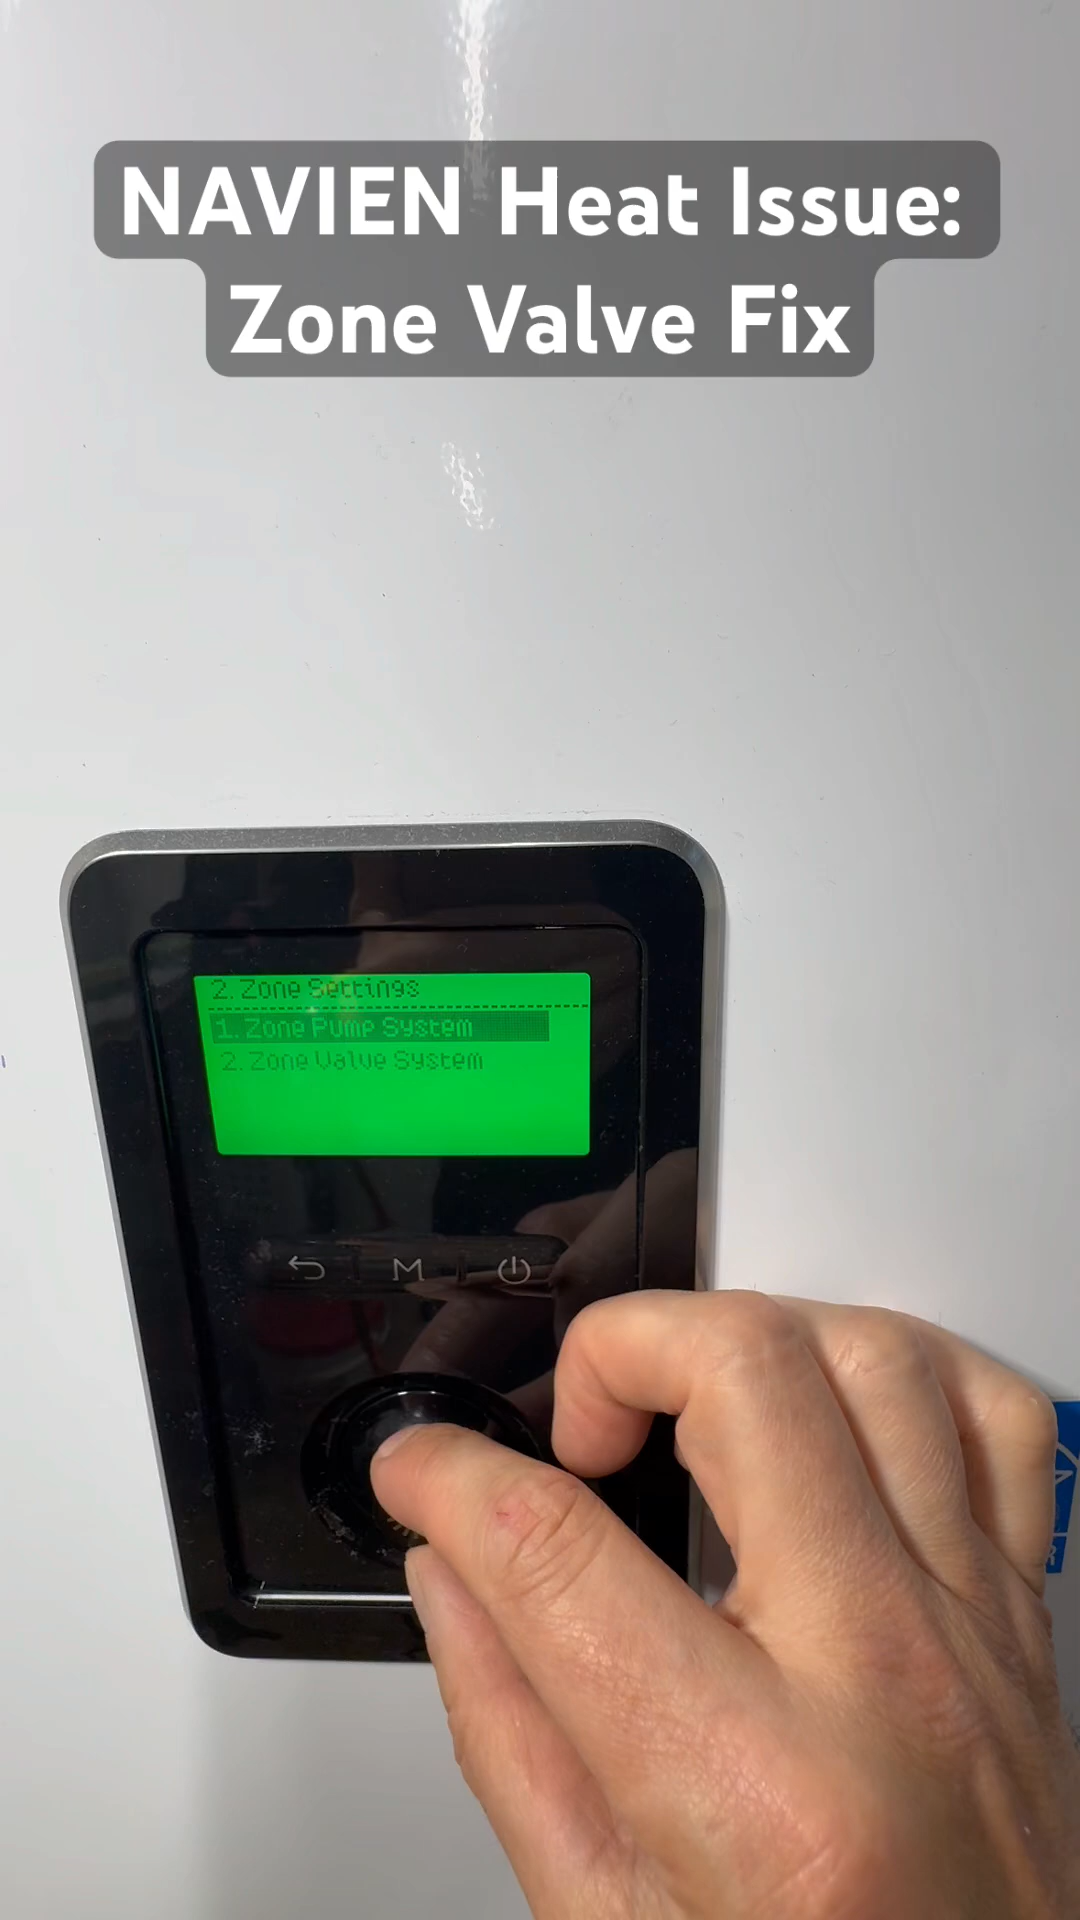 NAVIEN Heat Issue:
Zone Valve Fix
2. Zone Settings
1. Zone Pump System
2. Zone Valve System
M